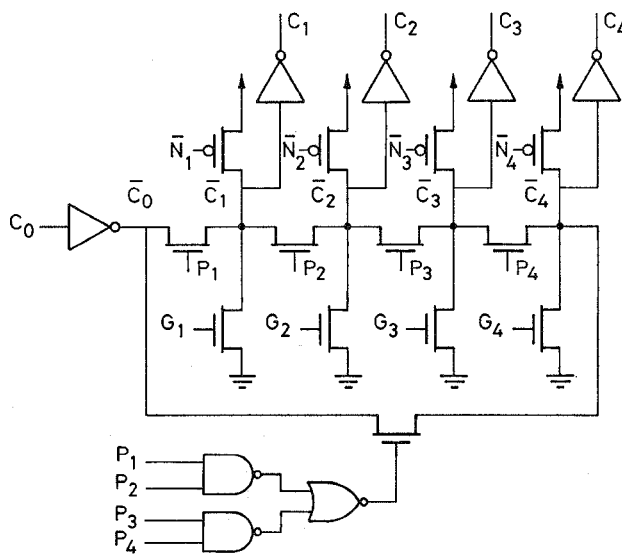 C₁ C₂ C₃ C₄
N̄₁ N̄₂ N̄₃ N̄₄
C̄₀ C̄₁ C̄₂ C̄₃ C̄₄
C₀
P₁ P₂ P₃ P₄
G₁ G₂ G₃ G₄
P₁
P₂
P₃
P₄